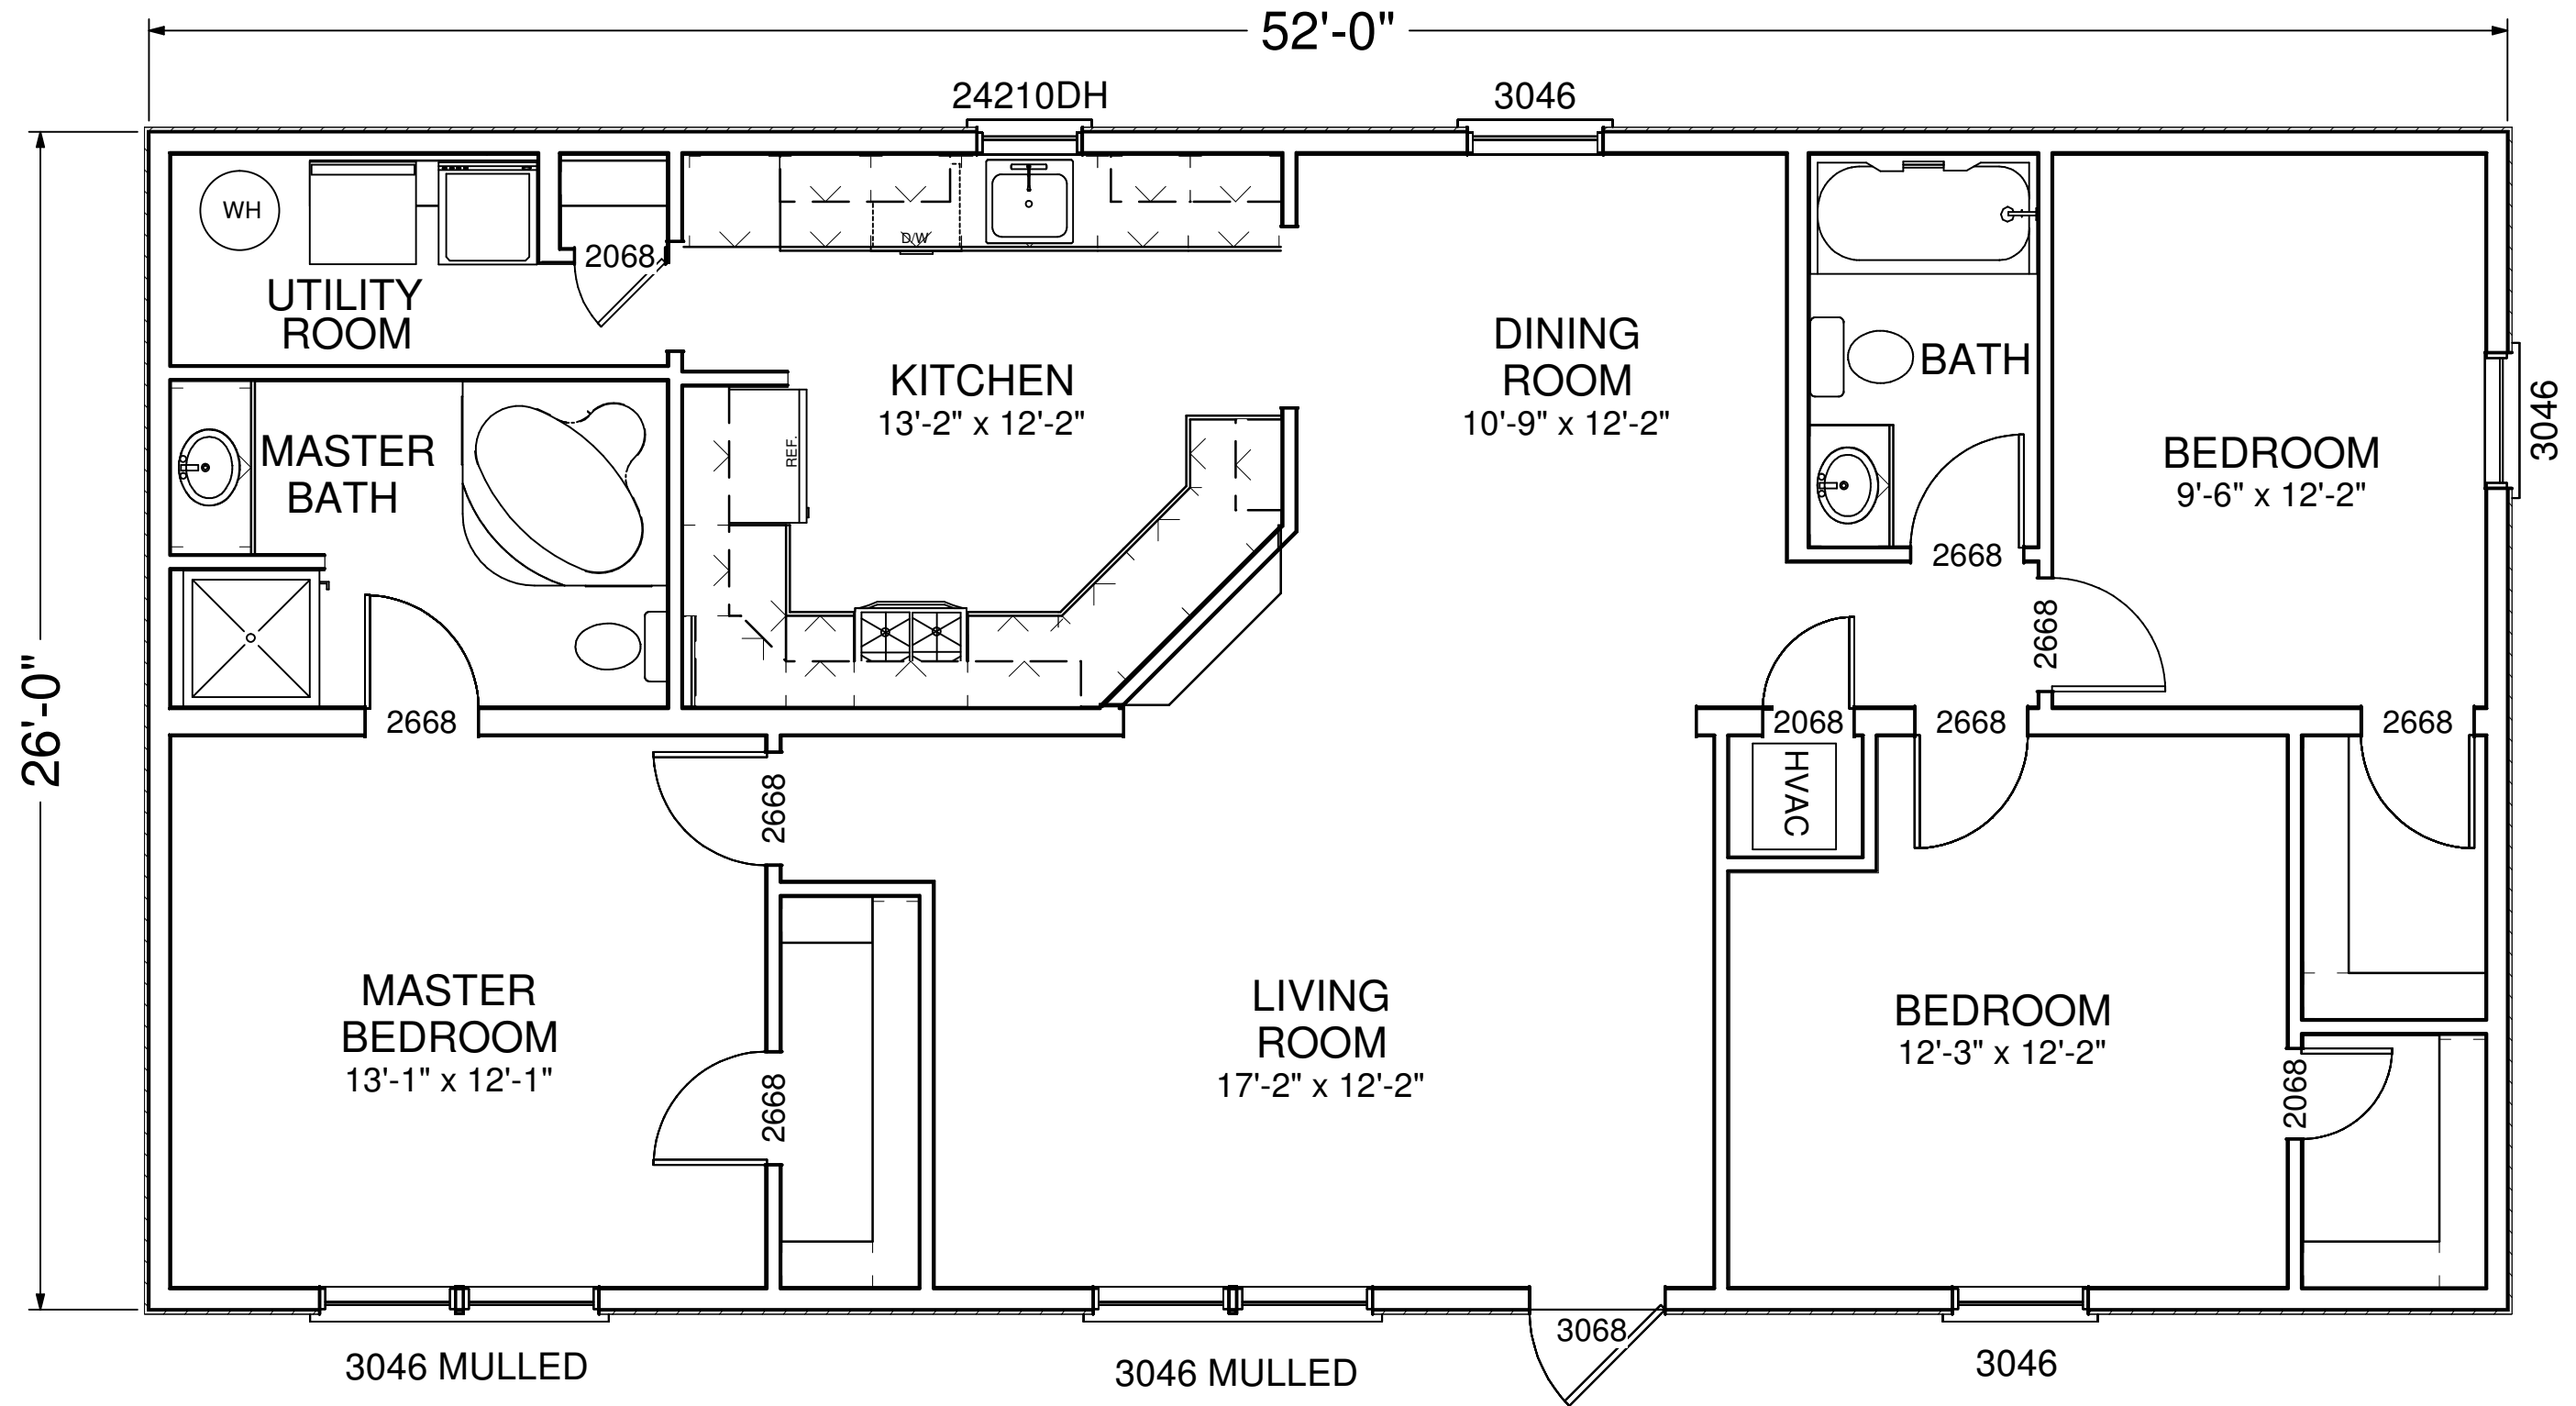 52'-0"
24210DH
3046
WH
D/W
2068
UTILITY
ROOM
DINING
ROOM
10'-9" x 12'-2"
BATH
KITCHEN
13'-2" x 12'-2"
3046
REF.
MASTER
BATH
BEDROOM
9'-6" x 12'-2"
2668
2668
26'-0"
2668
2068
2668
2668
HVAC
2668
MASTER
BEDROOM
13'-1" x 12'-1"
LIVING
ROOM
17'-2" x 12'-2"
BEDROOM
12'-3" x 12'-2"
2668
2068
3068
3046 MULLED
3046 MULLED
3046